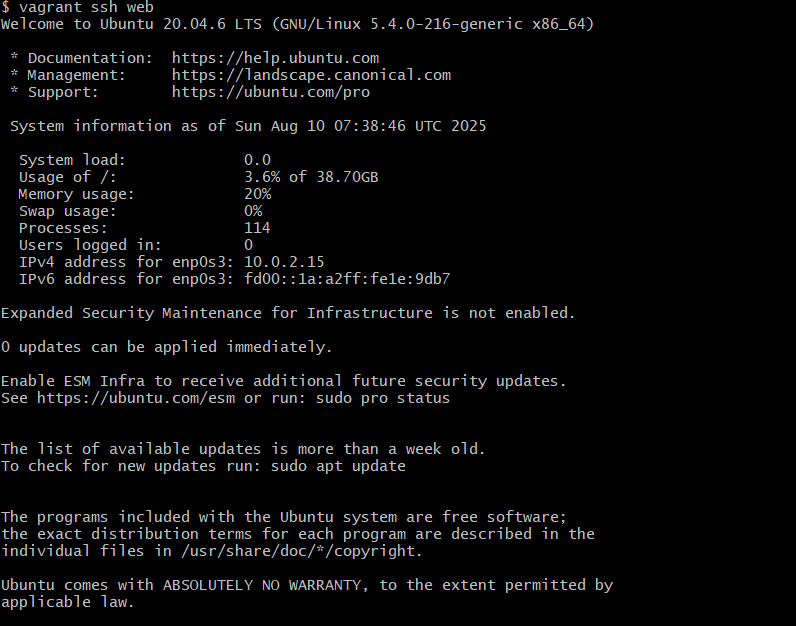 $ vagrant ssh web
Welcome to Ubuntu 20.04.6 LTS (GNU/Linux 5.4.0-216-generic x86_64)
* Documentation:  https://help.ubuntu.com
* Management:     https://landscape.canonical.com
* Support:        https://ubuntu.com/pro
System information as of Sun Aug 10 07:38:46 UTC 2025
System load:             0.0
Usage of /:              3.6% of 38.70GB
Memory usage:            20%
Swap usage:              0%
Processes:               114
Users logged in:         0
IPv4 address for enp0s3: 10.0.2.15
IPv6 address for enp0s3: fd00::1a:a2ff:fe1e:9db7
Expanded Security Maintenance for Infrastructure is not enabled.
0 updates can be applied immediately.
Enable ESM Infra to receive additional future security updates.
See https://ubuntu.com/esm or run: sudo pro status
The list of available updates is more than a week old.
To check for new updates run: sudo apt update
The programs included with the Ubuntu system are free software;
the exact distribution terms for each program are described in the
individual files in /usr/share/doc/*/copyright.
Ubuntu comes with ABSOLUTELY NO WARRANTY, to the extent permitted by
applicable law.